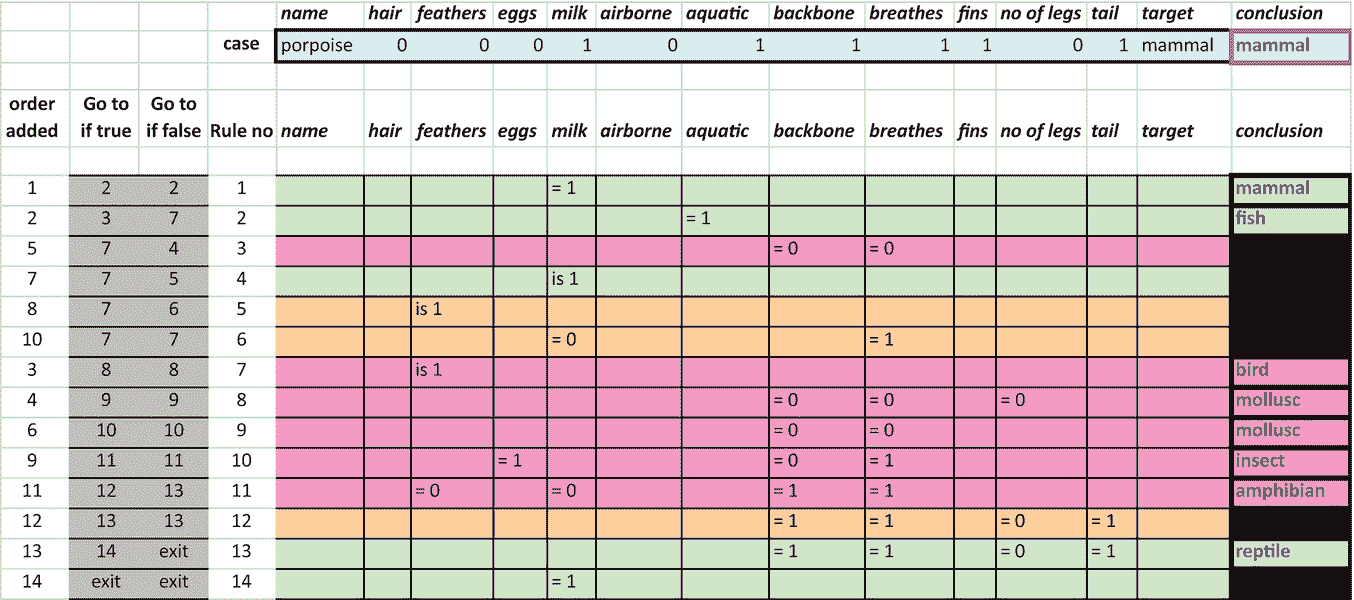 name hair feathers eggs milk airborne aquatic backbone breathes fins no of legs tail target conclusion
case porpoise 0 0 0 1 0 1 1 1 1 0 1 mammal mammal
order Go to Go to
added if true if false Rule no name hair feathers eggs milk airborne aquatic backbone breathes fins no of legs tail target conclusion
1 2 2 1 = 1 mammal
2 3 7 2 = 1 fish
5 7 4 3 = 0 = 0
7 7 5 4 is 1
8 7 6 5 is 1
10 7 7 6 = 0 = 1
3 8 8 7 is 1 bird
4 9 9 8 = 0 = 0 = 0 mollusc
6 10 10 9 = 0 = 0 mollusc
9 11 11 10 = 1 = 0 = 1 insect
11 12 13 11 = 0 = 0 = 1 = 1 amphibian
12 13 13 12 = 1 = 1 = 0 = 1
13 14 exit 13 = 1 = 1 = 0 = 1 reptile
14 exit exit 14 = 1